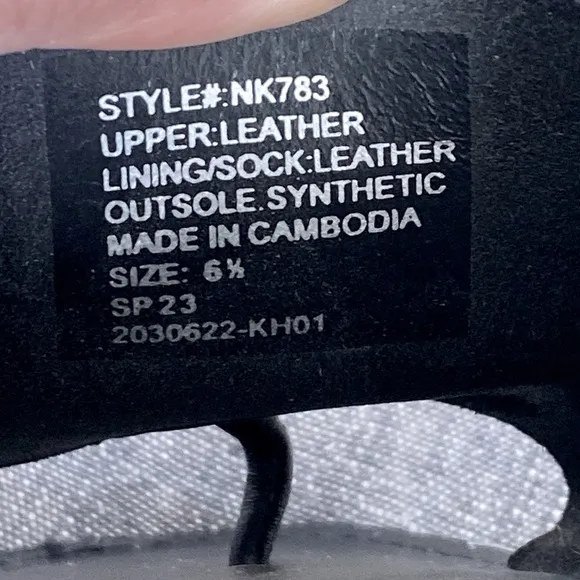 STYLE#:NK783
UPPER:LEATHER
LINING/SOCK:LEATHER
OUTSOLE.SYNTHETIC
MADE IN CAMBODIA
SIZE: 6½
SP 23
2030622-KH01